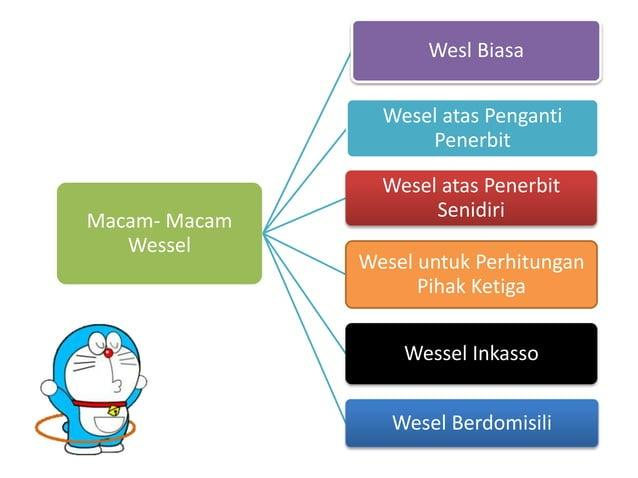 Macam- Macam
Wessel
Wesl Biasa
Wesel atas Penganti
Penerbit
Wesel atas Penerbit
Senidiri
Wesel untuk Perhitungan
Pihak Ketiga
Wessel Inkasso
Wesel Berdomisili